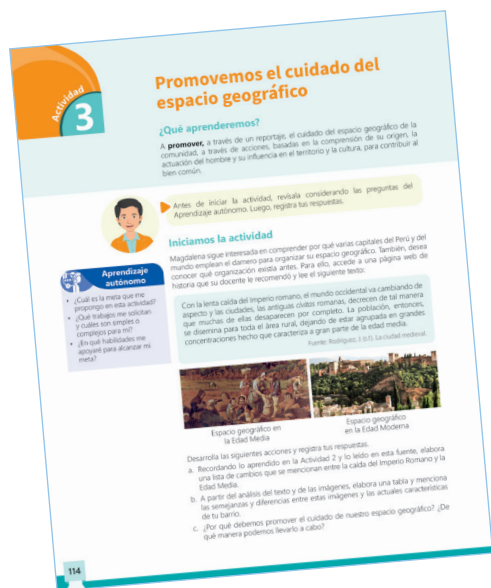 Actividad
3
Promovemos el cuidado del
espacio geográfico
¿Qué aprenderemos?
A promover, a través de un reportaje, el cuidado del espacio geográfico de la
comunidad, a través de acciones, basadas en la comprensión de su origen, la
actuación del hombre y su influencia en el territorio y la cultura, para contribuir al
bien común.
Antes de iniciar la actividad, revísala considerando las preguntas del
Aprendizaje autónomo. Luego, registra tus respuestas.
Aprendizaje
autónomo
• ¿Cuál es la meta que me
propongo en esta actividad?
• ¿Qué trabajos me solicitan
y cuáles son simples o
complejos para mí?
• ¿En qué habilidades me
apoyaré para alcanzar mi
meta?
Iniciamos la actividad
Magdalena sigue interesada en comprender por qué varias capitales del Perú y del
mundo emplean el damero para organizar su espacio geográfico. También, desea
conocer qué organización existía antes. Para ello, accede a una página web de
historia que su docente le recomendó y lee el siguiente texto:
Con la lenta caída del Imperio romano, el mundo occidental va cambiando de
aspecto y las ciudades, las antiguas civitas romanas, decrecen de tal manera
que muchas de ellas desaparecen por completo. La población, entonces,
se disemina para toda el área rural, dejando de estar agrupada en grandes
concentraciones hecho que caracteriza a gran parte de la edad media.
Fuente: Rodríguez, J. (s.f.). La ciudad medieval.
Espacio geográfico en
la Edad Media
Espacio geográfico
en la Edad Moderna
Desarrolla las siguientes acciones y registra tus respuestas.
a. Recordando lo aprendido en la Actividad 2 y lo leído en esta fuente, elabora
una lista de cambios que se mencionan entre la caída del Imperio Romano y la
Edad Media.
b. A partir del análisis del texto y de las imágenes, elabora una tabla y menciona
las semejanzas y diferencias entre estas imágenes y las actuales características
de tu barrio.
c. ¿Por qué debemos promover el cuidado de nuestro espacio geográfico? ¿De
qué manera podemos llevarlo a cabo?
114